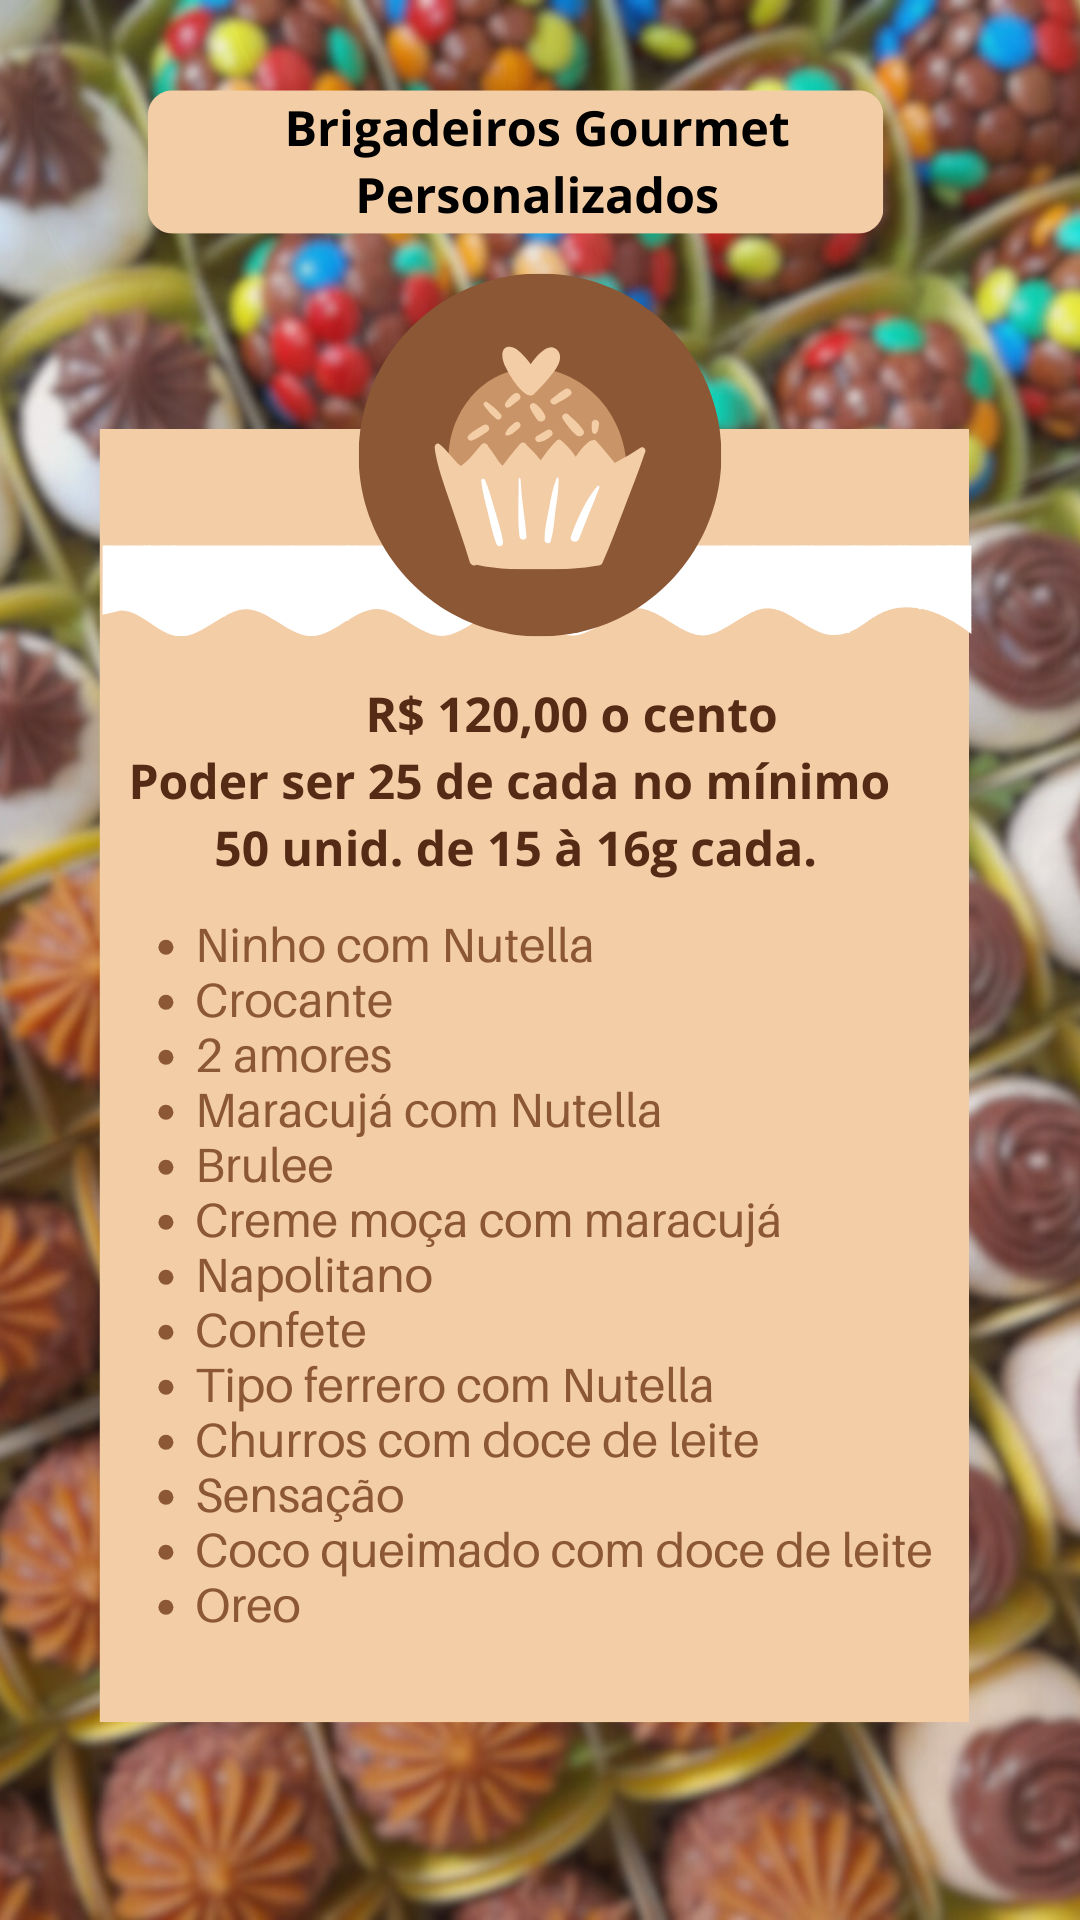 Brigadeiros Gourmet
Personalizados
R$ 120,00 o cento
Poder ser 25 de cada no mínimo
50 unid. de 15 à 16g cada.
• Ninho com Nutella
• Crocante
• 2 amores
• Maracujá com Nutella
• Brulee
• Creme moça com maracujá
• Napolitano
• Confete
• Tipo ferrero com Nutella
• Churros com doce de leite
• Sensação
• Coco queimado com doce de leite
• Oreo